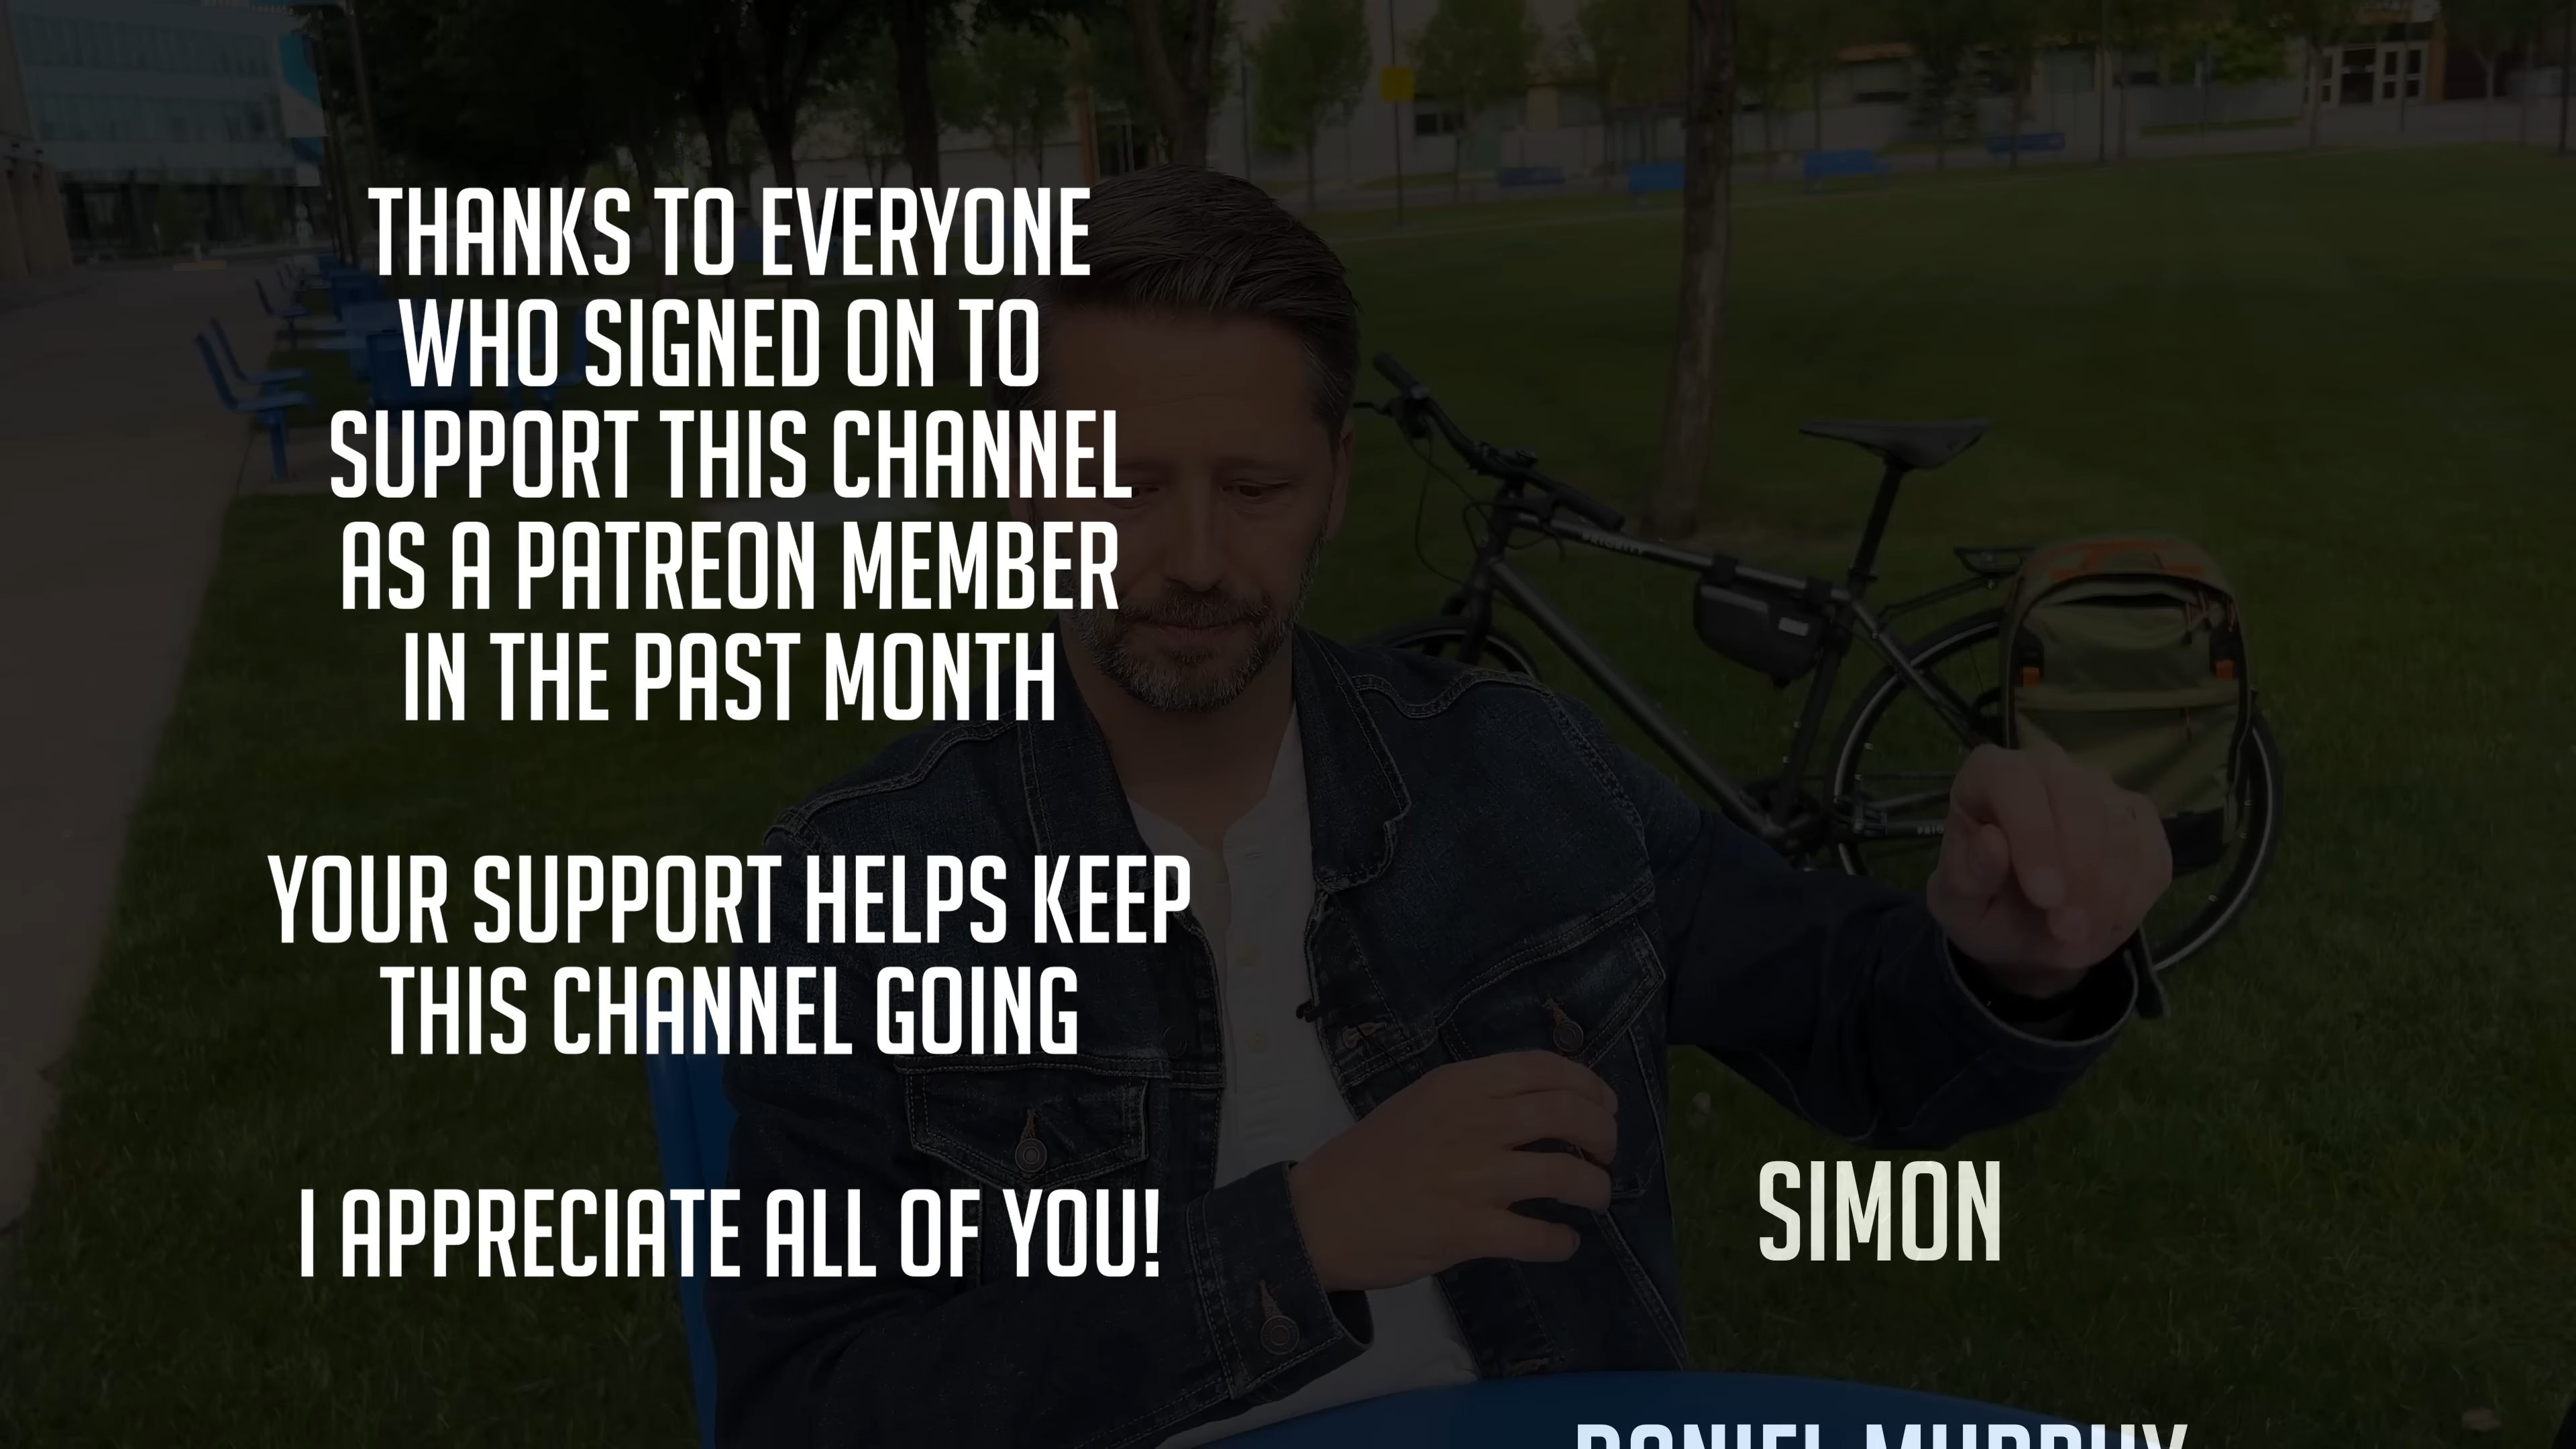 THANKS TO EVERYONE
WHO SIGNED ON TO
SUPPORT THIS CHANNEL
AS A PATREON MEMBER
IN THE PAST MONTH
YOUR SUPPORT HELPS KEEP
THIS CHANNEL GOING
I APPRECIATE ALL OF YOU!
PRIORITY
SIMON
DANIEL MURPHY